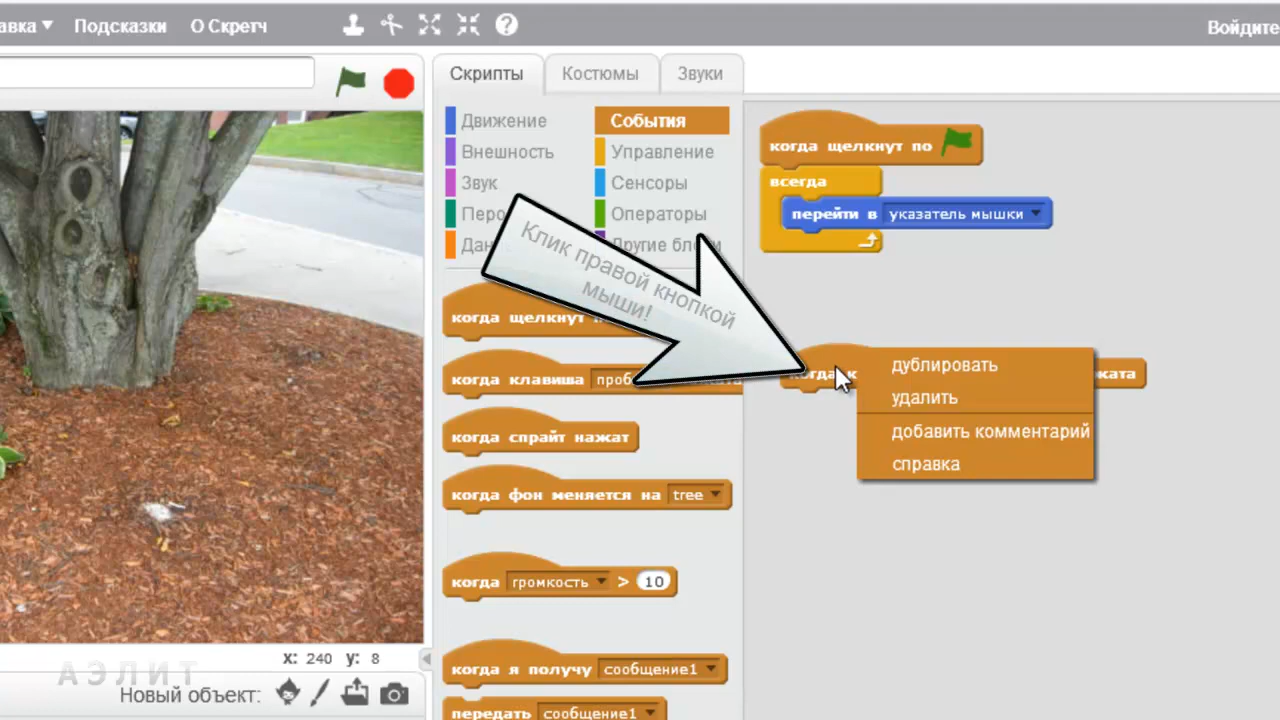 авка Подсказки О Скретч
Войдите
Скрипты Костюмы Звуки
Движение События
Внешность Управление
Звук Сенсоры
Перо Операторы
Другие
Клик правой кнопкой
мыши!
когда щелкнут по
всегда
перейти в указатель мышки
когда щелкнут
когда клавиша
когда спрайт нажат
когда фон меняется на tree
когда громкость > 10
когда я получу сообщение1
передать сообщение1
когда
дублировать
удалить
добавить комментарий
справка
x: 240 y: 8
АЭЛИТ
Новый объект: